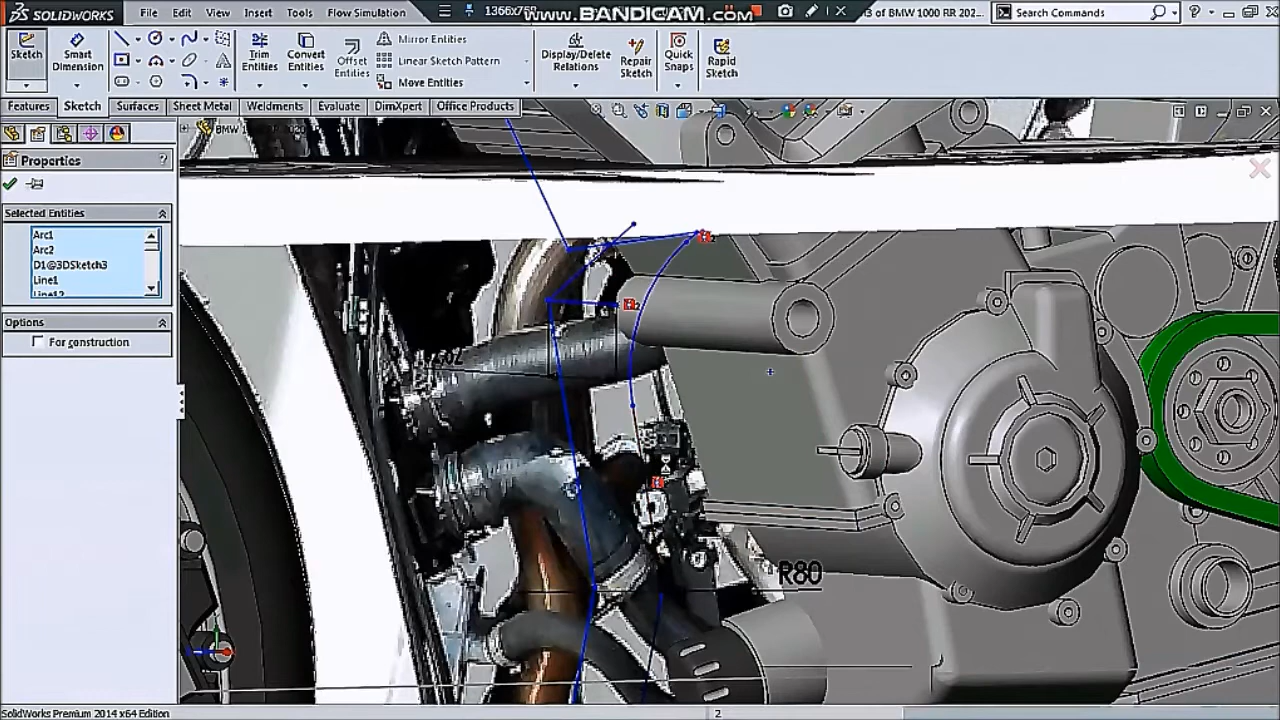 SOLIDWORKS File Edit View Insert Tools Flow Simulation 1366x768 www.BANDICAM.com 3 of BMW 1000 RR 202... Search Commands
Sketch Smart Dimension Trim Entities Convert Entities Offset Entities Mirror Entities Linear Sketch Pattern Move Entities Display/Delete Relations Repair Sketch Quick Snaps Rapid Sketch
Features Sketch Surfaces Sheet Metal Weldments Evaluate DimXpert Office Products
BMW
Properties ?
Selected Entities
Arc1
Arc2
D1@3DSketch3
Line1
Line12
Options
For construction
R80
SolidWorks Premium 2014 x64 Edition 2